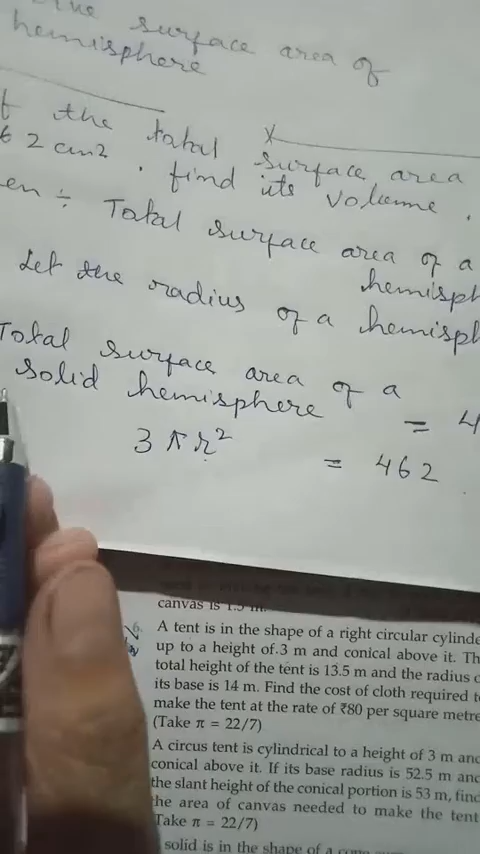 the surface area of
hemisphere
the total surface area
62 cm2 . find its volume .
en ÷ Total surface area of a
hemisph
Let the radius of a hemisph
Total surface area of a
solid hemisphere = 4
3πr² = 462
canvas is 1.5 m.
6.
A tent is in the shape of a right circular cylinde
up to a height of 3 m and conical above it. Th
total height of the tent is 13.5 m and the radius o
its base is 14 m. Find the cost of cloth required t
make the tent at the rate of ₹80 per square metre
(Take π = 22/7)
A circus tent is cylindrical to a height of 3 m and
conical above it. If its base radius is 52.5 m and
the slant height of the conical portion is 53 m, find
the area of canvas needed to make the tent
Take π = 22/7)
solid is in the shape of a cone